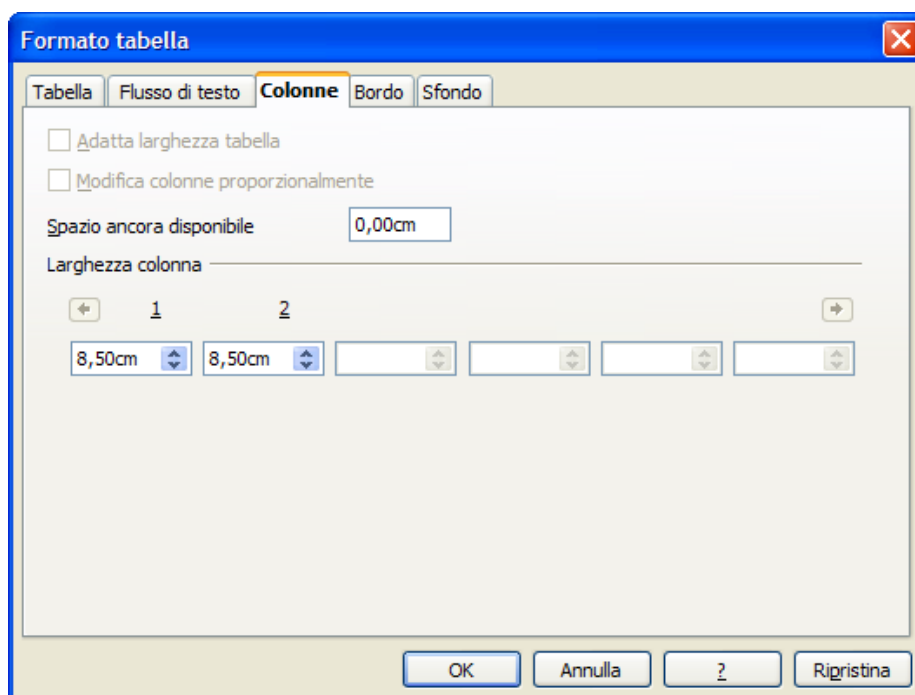 Formato tabella
Tabella Flusso di testo Colonne Bordo Sfondo
Adatta larghezza tabella
Modifica colonne proporzionalmente
Spazio ancora disponibile 0,00cm
Larghezza colonna
1 2
8,50cm 8,50cm
OK Annulla ? Ripristina